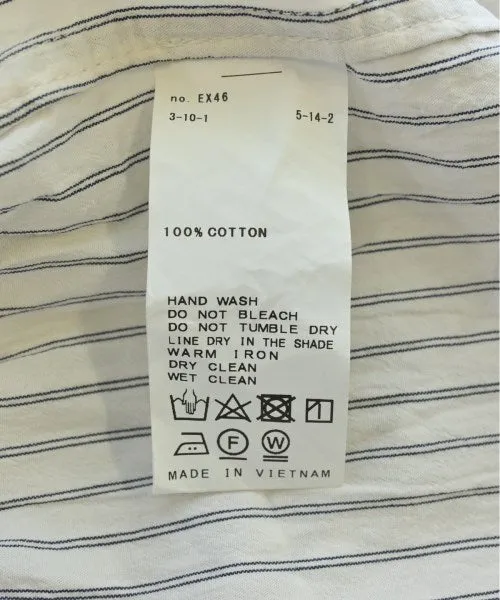 no. EX46
3-10-1 5-14-2
100% COTTON
HAND WASH
DO NOT BLEACH
DO NOT TUMBLE DRY
LINE DRY IN THE SHADE
WARM IRON
DRY CLEAN
WET CLEAN
F W
MADE IN VIETNAM